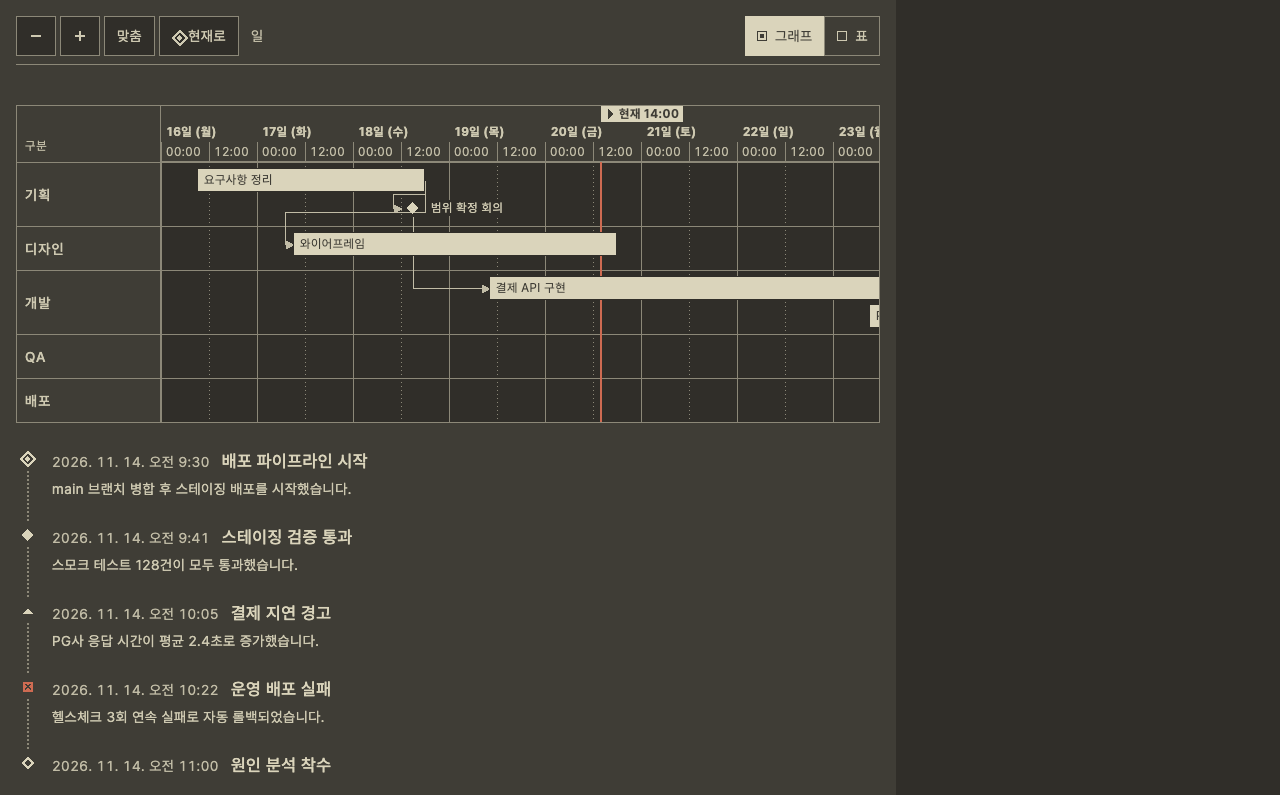 − + 맞춤 현재로 일 그래프 표
현재 14:00
구분 16일 (월) 17일 (화) 18일 (수) 19일 (목) 20일 (금) 21일 (토) 22일 (일) 23일
00:00 12:00 00:00 12:00 00:00 12:00 00:00 12:00 00:00 12:00 00:00 12:00 00:00 12:00 00:00
기획 요구사항 정리
범위 확정 회의
디자인 와이어프레임
개발 결제 API 구현
QA
배포
2026. 11. 14. 오전 9:30 배포 파이프라인 시작
main 브랜치 병합 후 스테이징 배포를 시작했습니다.
2026. 11. 14. 오전 9:41 스테이징 검증 통과
스모크 테스트 128건이 모두 통과했습니다.
2026. 11. 14. 오전 10:05 결제 지연 경고
PG사 응답 시간이 평균 2.4초로 증가했습니다.
2026. 11. 14. 오전 10:22 운영 배포 실패
헬스체크 3회 연속 실패로 자동 롤백되었습니다.
2026. 11. 14. 오전 11:00 원인 분석 착수